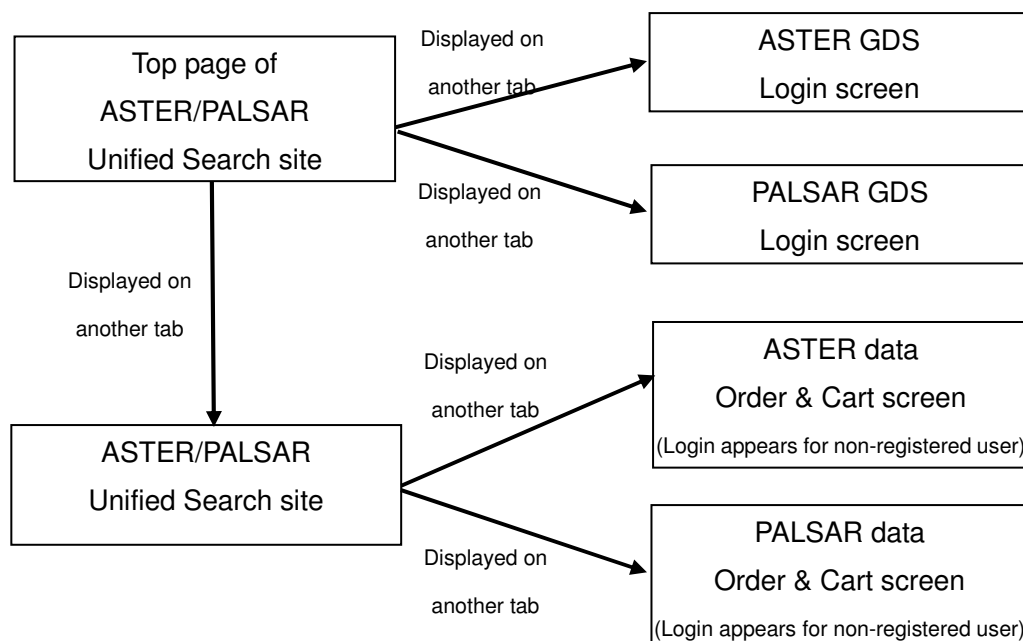 Top page of
ASTER/PALSAR
Unified Search site
Displayed on
another tab
ASTER GDS
Login screen
Displayed on
another tab
PALSAR GDS
Login screen
Displayed on
another tab
ASTER/PALSAR
Unified Search site
Displayed on
another tab
ASTER data
Order & Cart screen
(Login appears for non-registered user)
Displayed on
another tab
PALSAR data
Order & Cart screen
(Login appears for non-registered user)